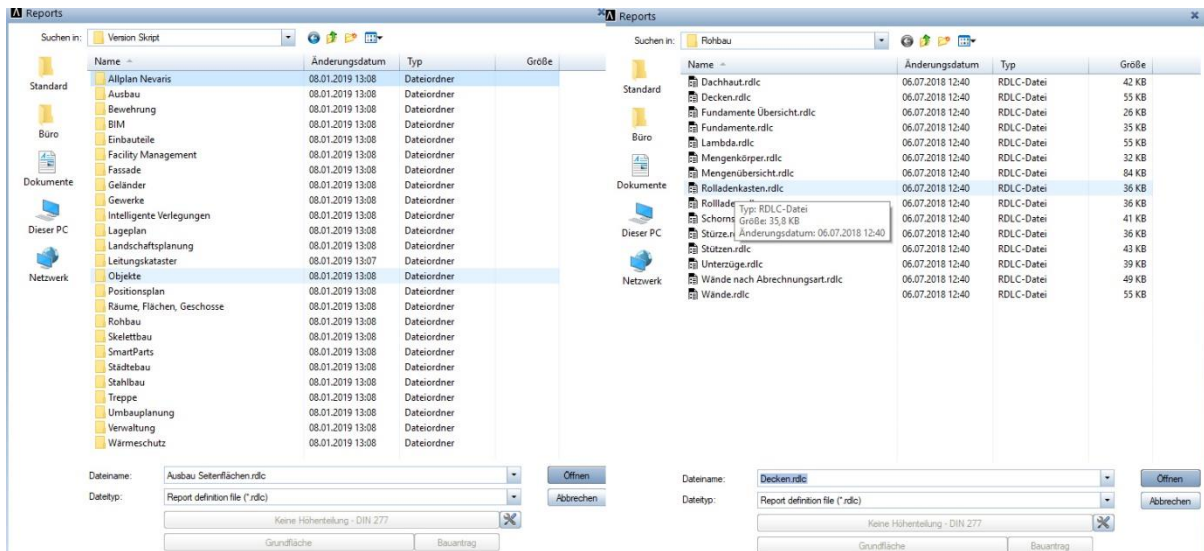 Reports
Suchen in: Version Skript
Name Änderungsdatum Typ Größe
Standard
Büro
Dokumente
Dieser PC
Netzwerk
Allplan Nevaris 08.01.2019 13:08 Dateiordner
Ausbau 08.01.2019 13:08 Dateiordner
Bewehrung 08.01.2019 13:08 Dateiordner
BIM 08.01.2019 13:08 Dateiordner
Einbauteile 08.01.2019 13:08 Dateiordner
Facility Management 08.01.2019 13:08 Dateiordner
Fassade 08.01.2019 13:08 Dateiordner
Geländer 08.01.2019 13:08 Dateiordner
Gewerke 08.01.2019 13:08 Dateiordner
Intelligente Verlegungen 08.01.2019 13:08 Dateiordner
Lageplan 08.01.2019 13:08 Dateiordner
Landschaftsplanung 08.01.2019 13:08 Dateiordner
Leitungskataster 08.01.2019 13:07 Dateiordner
Objekte 08.01.2019 13:08 Dateiordner
Positionsplan 08.01.2019 13:08 Dateiordner
Räume, Flächen, Geschosse 08.01.2019 13:08 Dateiordner
Rohbau 08.01.2019 13:08 Dateiordner
Skelettbau 08.01.2019 13:08 Dateiordner
SmartParts 08.01.2019 13:08 Dateiordner
Städtebau 08.01.2019 13:08 Dateiordner
Stahlbau 08.01.2019 13:08 Dateiordner
Treppe 08.01.2019 13:08 Dateiordner
Umbauplanung 08.01.2019 13:08 Dateiordner
Verwaltung 08.01.2019 13:08 Dateiordner
Wärmeschutz 08.01.2019 13:08 Dateiordner
Dateiname: Ausbau Seitenflächen.rdlc Öffnen
Dateityp: Report definition file (*.rdlc) Abbrechen
Keine Höhenteilung - DIN 277
Grundfläche Bauantrag
Reports
Suchen in: Rohbau
Name Änderungsdatum Typ Größe
Standard
Büro
Dokumente
Dieser PC
Netzwerk
Dachhaut.rdlc 06.07.2018 12:40 RDLC-Datei 42 KB
Decken.rdlc 06.07.2018 12:40 RDLC-Datei 55 KB
Fundamente Übersicht.rdlc 06.07.2018 12:40 RDLC-Datei 26 KB
Fundamente.rdlc 06.07.2018 12:40 RDLC-Datei 35 KB
Lambda.rdlc 06.07.2018 12:40 RDLC-Datei 55 KB
Mengenkörper.rdlc 06.07.2018 12:40 RDLC-Datei 32 KB
Mengenübersicht.rdlc 06.07.2018 12:40 RDLC-Datei 84 KB
Rolladenkasten.rdlc 06.07.2018 12:40 RDLC-Datei 36 KB
06.07.2018 12:40 RDLC-Datei 36 KB
Schorns 06.07.2018 12:40 RDLC-Datei 41 KB
Stürze.r 06.07.2018 12:40 RDLC-Datei 36 KB
Typ: RDLC-Datei
Größe: 35,8 KB
Änderungsdatum: 06.07.2018 12:40
Stützen.rdlc 06.07.2018 12:40 RDLC-Datei 43 KB
Unterzüge.rdlc 06.07.2018 12:40 RDLC-Datei 39 KB
Wände nach Abrechnungsart.rdlc 06.07.2018 12:40 RDLC-Datei 49 KB
Wände.rdlc 06.07.2018 12:40 RDLC-Datei 55 KB
Dateiname: Decken.rdlc Öffnen
Dateityp: Report definition file (*.rdlc) Abbrechen
Keine Höhenteilung - DIN 277
Grundfläche Bauantrag